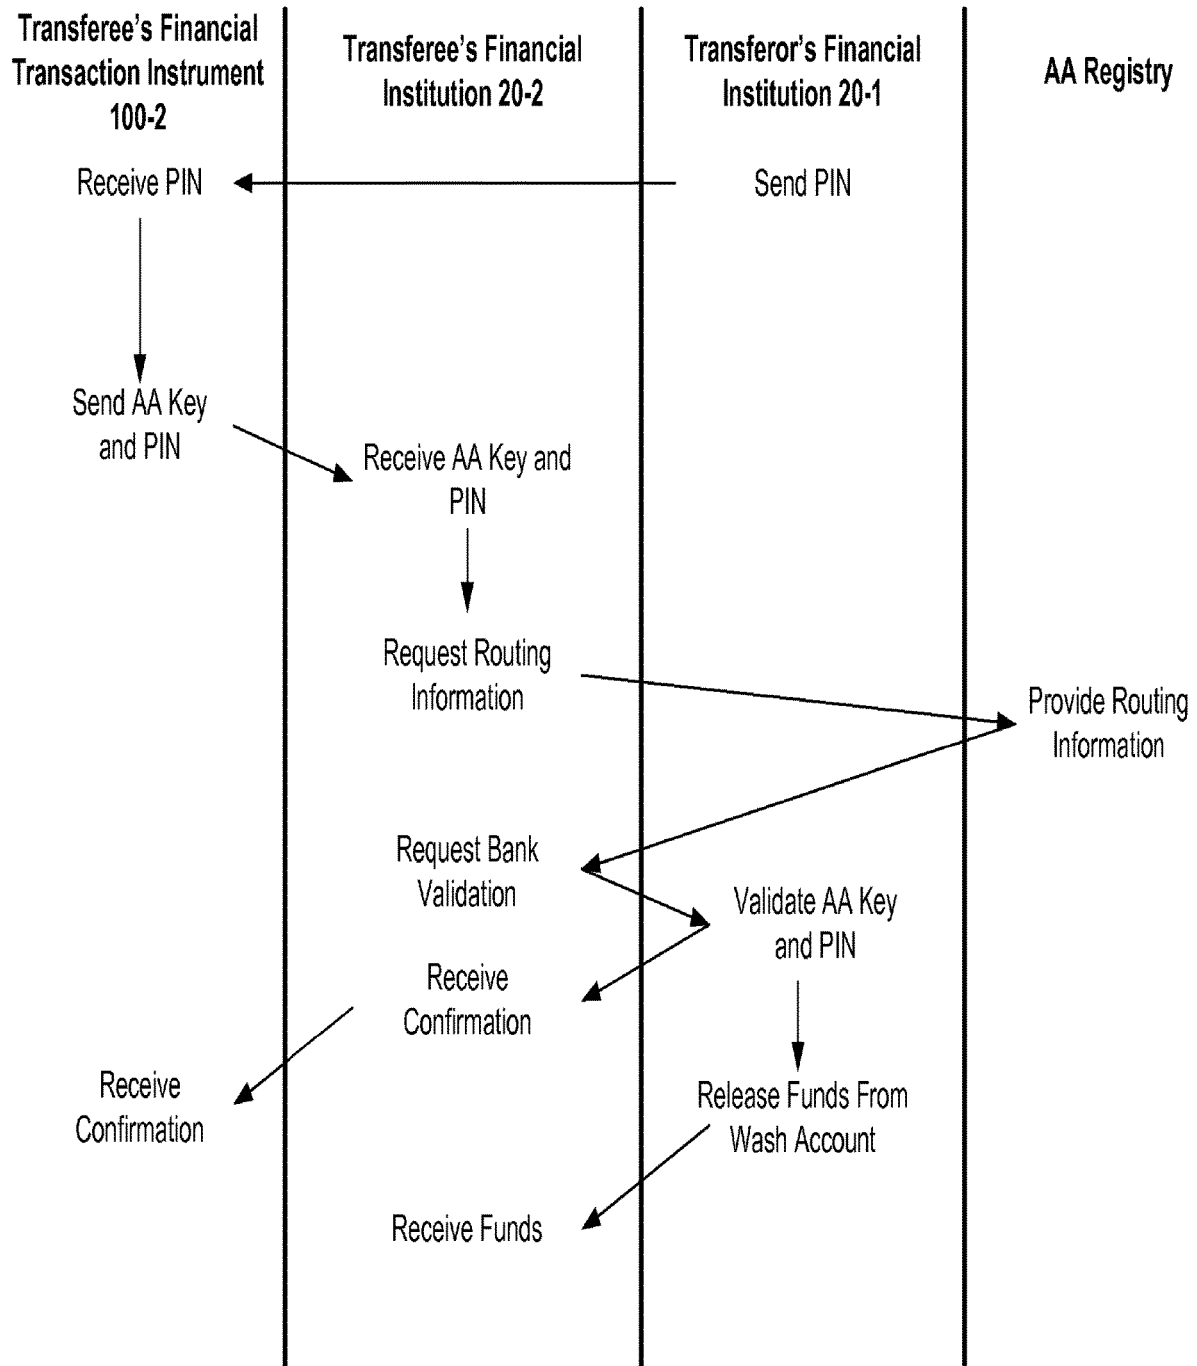 Transferee's Financial
Transaction Instrument
100-2
Transferee's Financial
Institution 20-2
Transferor's Financial
Institution 20-1
AA Registry
Receive PIN
Send PIN
Send AA Key
and PIN
Receive AA Key and
PIN
Request Routing
Information
Provide Routing
Information
Request Bank
Validation
Validate AA Key
and PIN
Receive
Confirmation
Receive
Confirmation
Release Funds From
Wash Account
Receive Funds